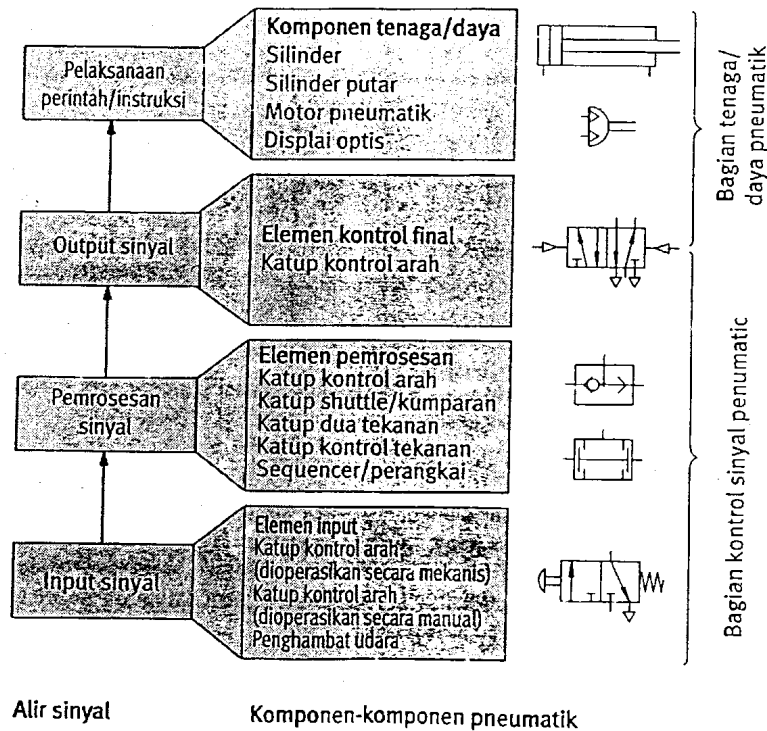 Pelaksanaan
perintah/instruksi
Komponen tenaga/daya
Silinder
Silinder putar
Motor pneumatik
Displai optis
Bagian tenaga/
daya pneumatik
Output sinyal
Elemen kontrol final
Katup kontrol arah
Pemrosesan
sinyal
Elemen pemrosesan
Katup kontrol arah
Katup shuttle/kumparan
Katup dua tekanan
Katup kontrol tekanan
Sequencer/perangkai
Input sinyal
Elemen input
Katup kontrol arah
(dioperasikan secara mekanis)
Katup kontrol arah
(dioperasikan secara manual)
Penghambat udara
Bagian kontrol sinyal penumatic
Alir sinyal
Komponen-komponen pneumatik